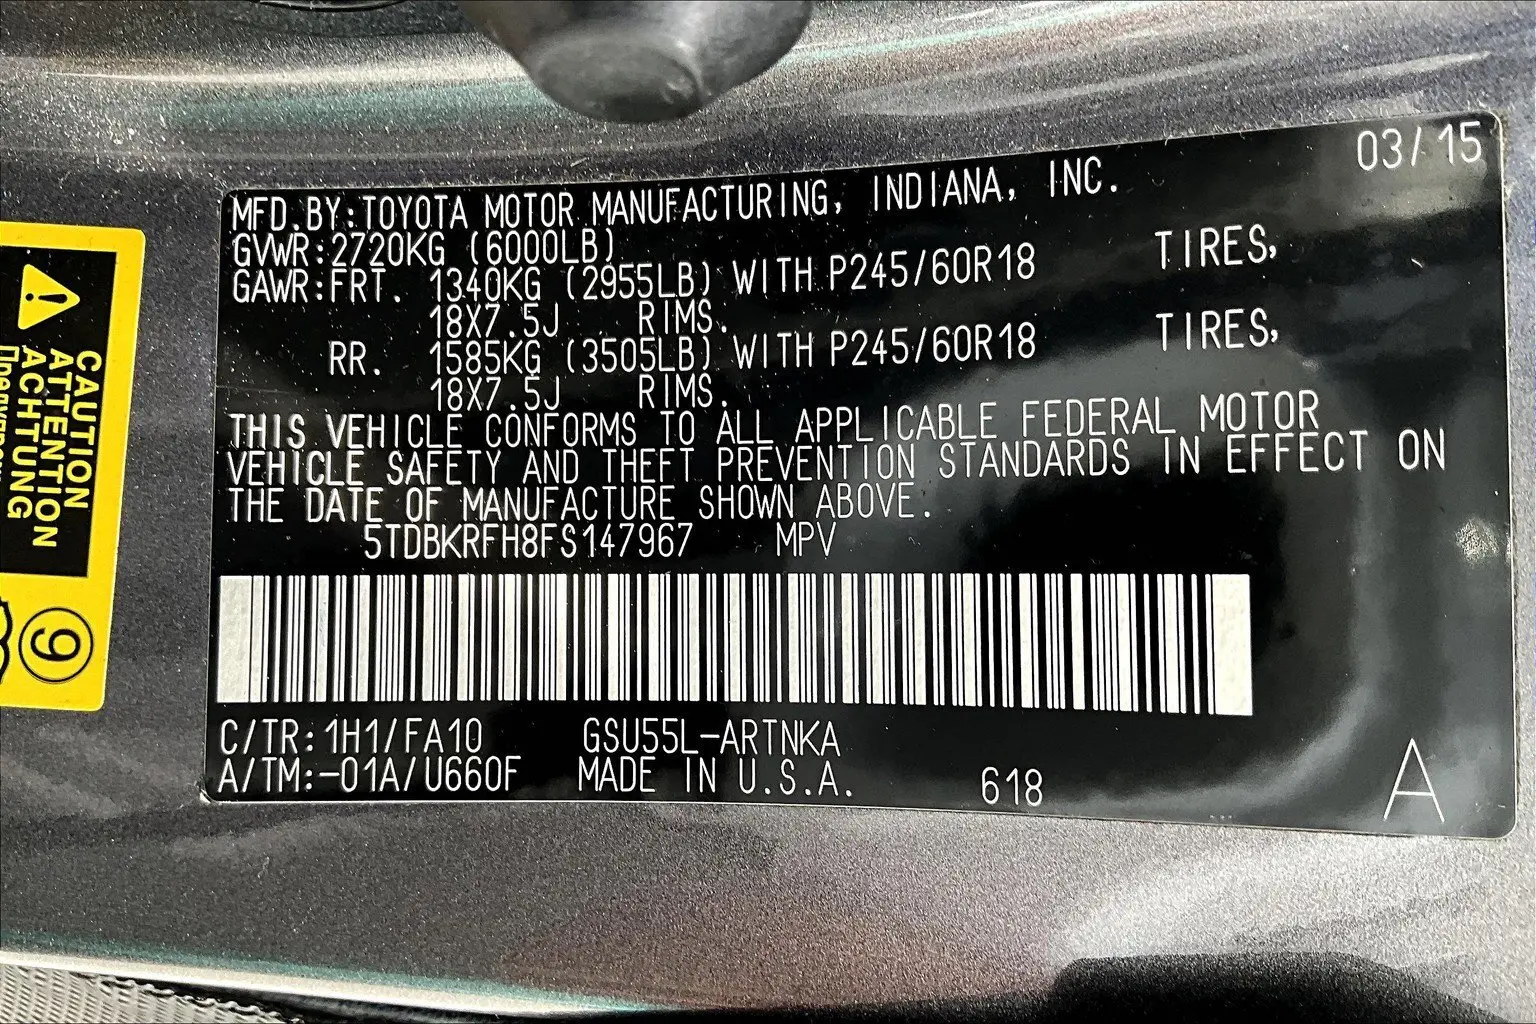 03/15
MFD.BY:TOYOTA MOTOR MANUFACTURING, INDIANA, INC.
GVWR:2720KG (6000LB)
GAWR:FRT. 1340KG (2955LB) WITH P245/60R18 TIRES,
18X7.5J RIMS.
RR. 1585KG (3505LB) WITH P245/60R18 TIRES,
18X7.5J RIMS.
THIS VEHICLE CONFORMS TO ALL APPLICABLE FEDERAL MOTOR
VEHICLE SAFETY AND THEFT PREVENTION STANDARDS IN EFFECT ON
THE DATE OF MANUFACTURE SHOWN ABOVE.
5TDBKRFH8FS147967 MPV
C/TR:1H1/FA10 GSU55L-ARTNKA
A/TM:-01A/U660F MADE IN U.S.A. 618 A
CAUTION
ATTENTION
ACHTUNG
9